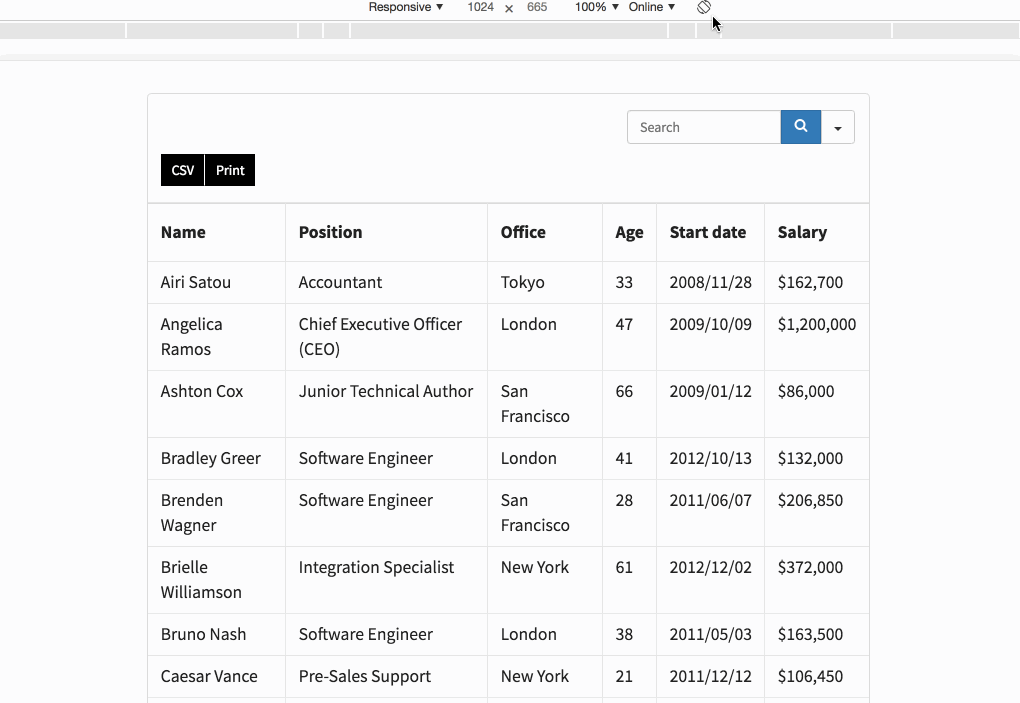 Responsive ▼ 1024 × 665 100% ▼ Online ▼
Search
CSV Print
Name Position Office Age Start date Salary
Airi Satou Accountant Tokyo 33 2008/11/28 $162,700
Angelica Chief Executive Officer London 47 2009/10/09 $1,200,000
Ramos (CEO)
Ashton Cox Junior Technical Author San 66 2009/01/12 $86,000
Francisco
Bradley Greer Software Engineer London 41 2012/10/13 $132,000
Brenden Software Engineer San 28 2011/06/07 $206,850
Wagner Francisco
Brielle Integration Specialist New York 61 2012/12/02 $372,000
Williamson
Bruno Nash Software Engineer London 38 2011/05/03 $163,500
Caesar Vance Pre-Sales Support New York 21 2011/12/12 $106,450